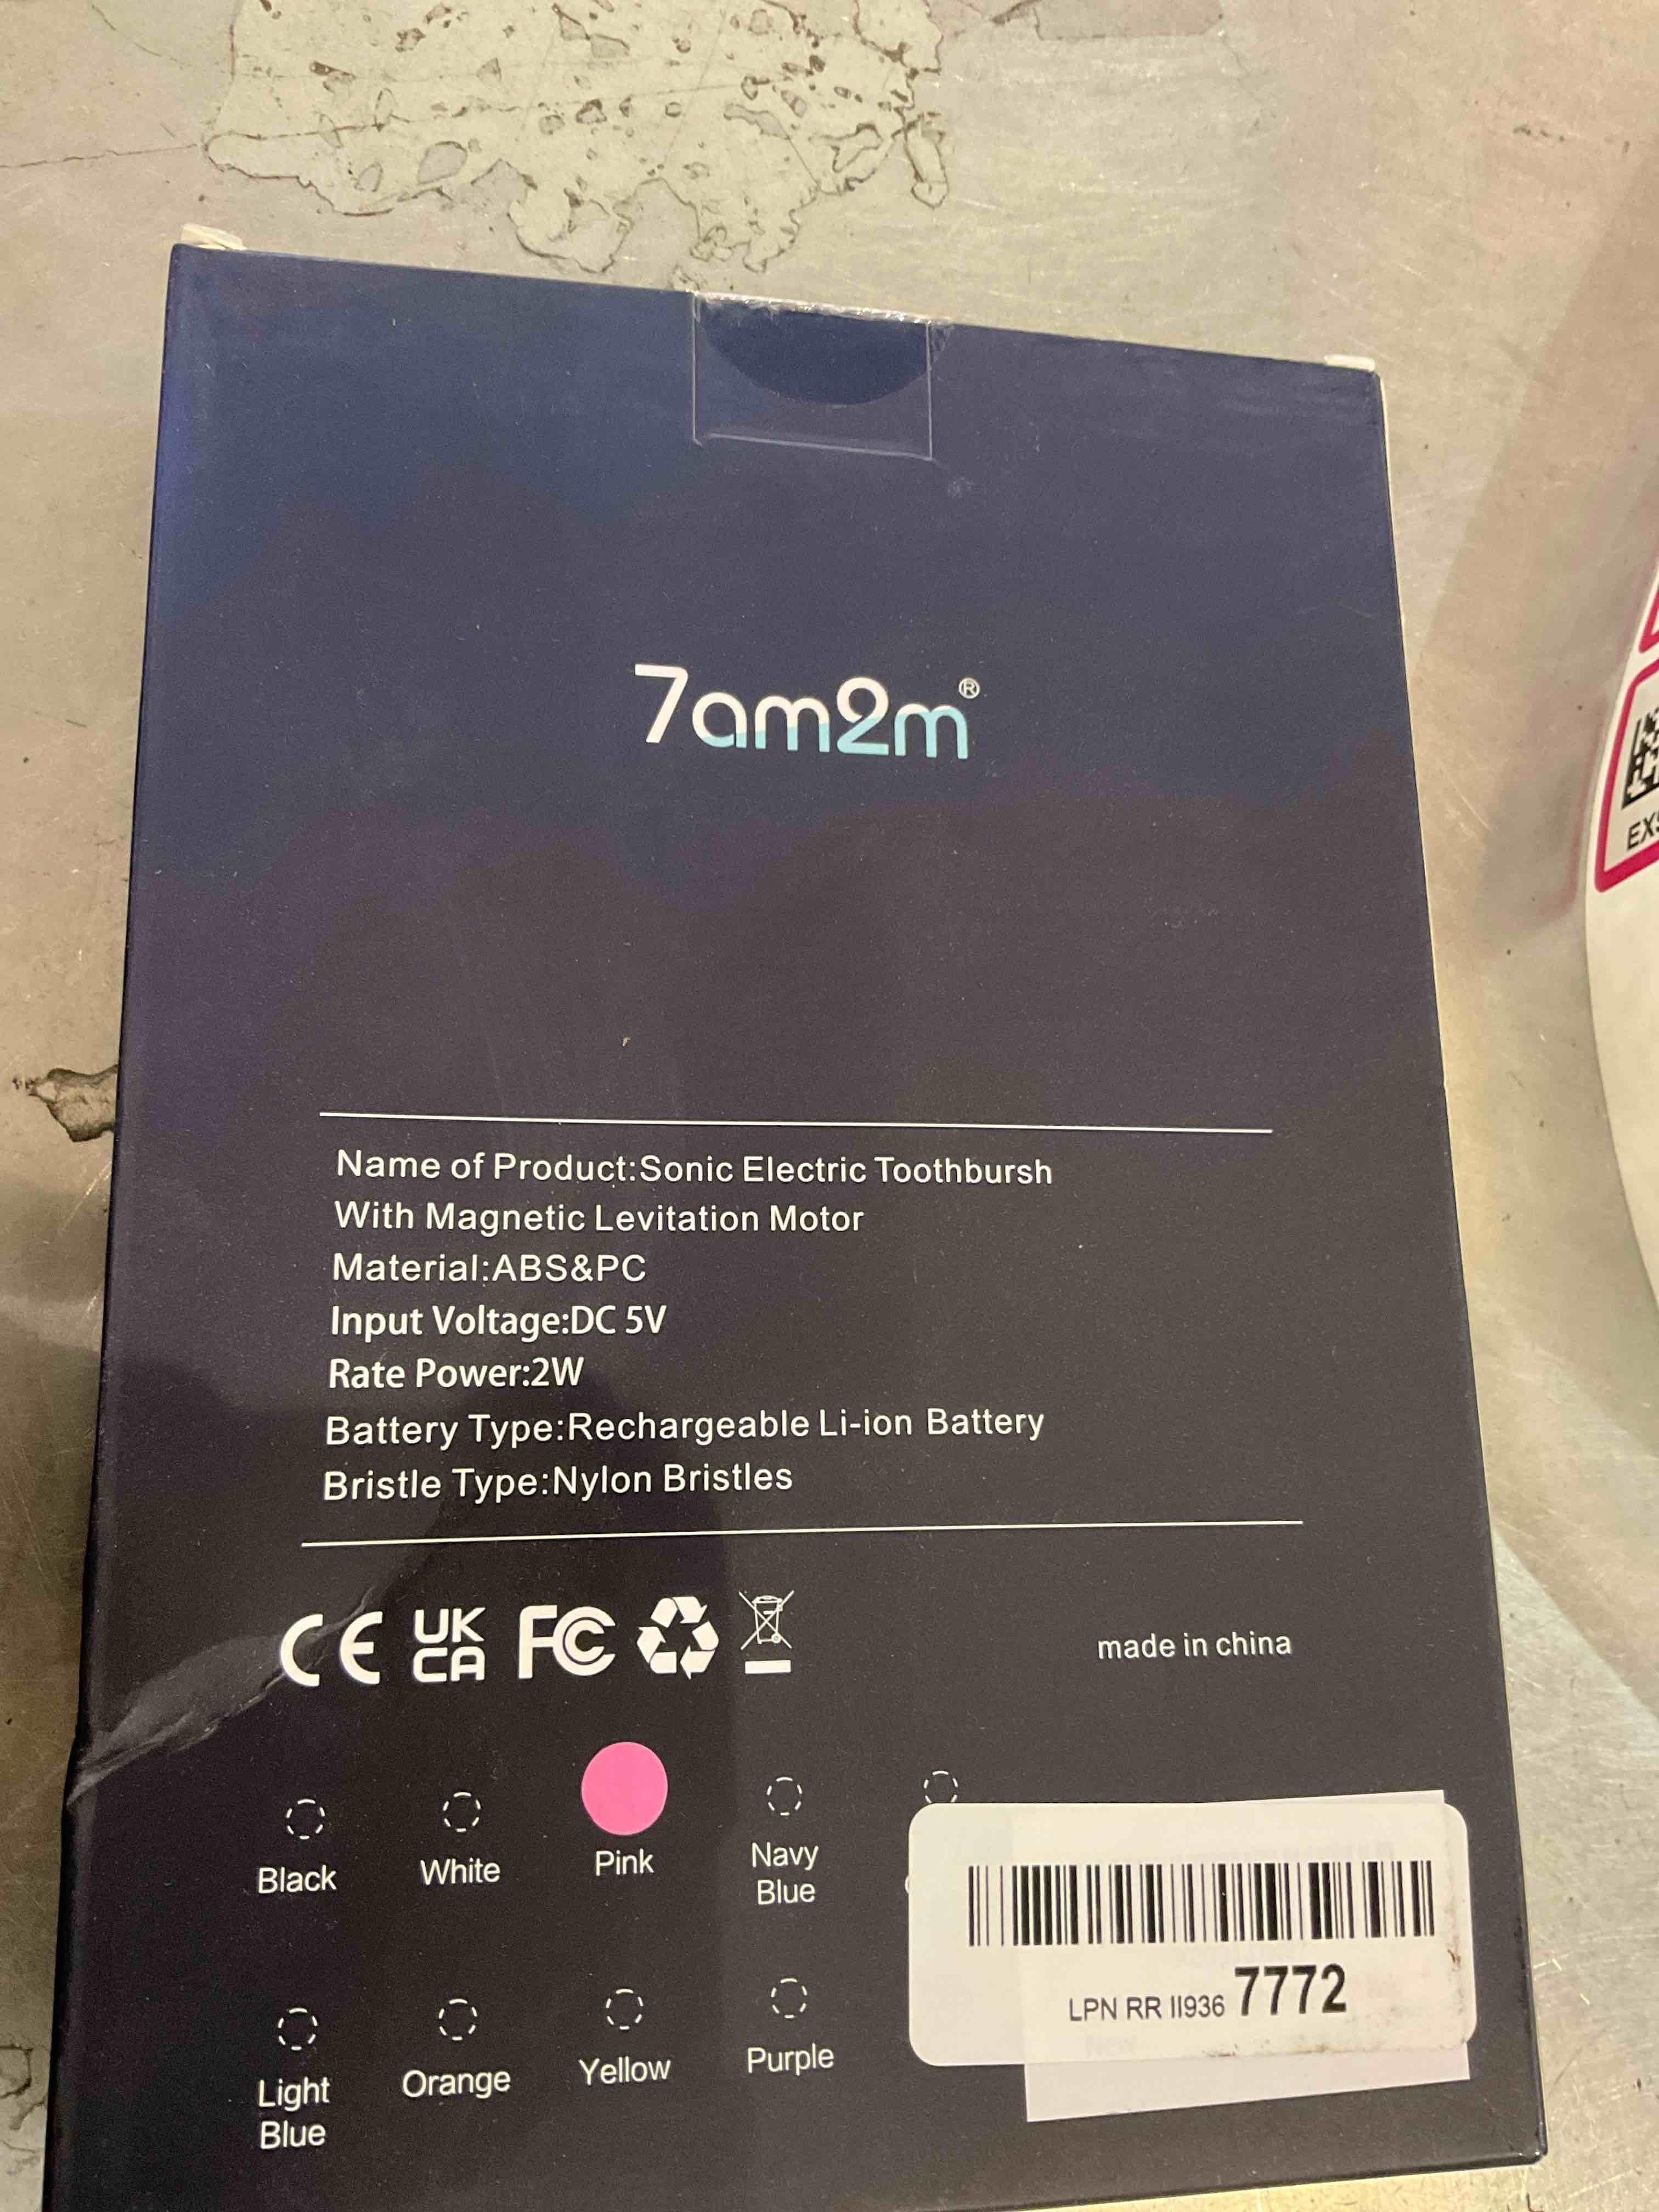 7am2m®
EXS
Name of Product:Sonic Electric Toothbursh
With Magnetic Levitation Motor
Material:ABS&PC
Input Voltage:DC 5V
Rate Power:2W
Battery Type:Rechargeable Li-ion Battery
Bristle Type:Nylon Bristles
CE UK CA FC
made in china
Black White Pink Navy Blue
LPN RR II936 7772
Light Blue Orange Yellow Purple